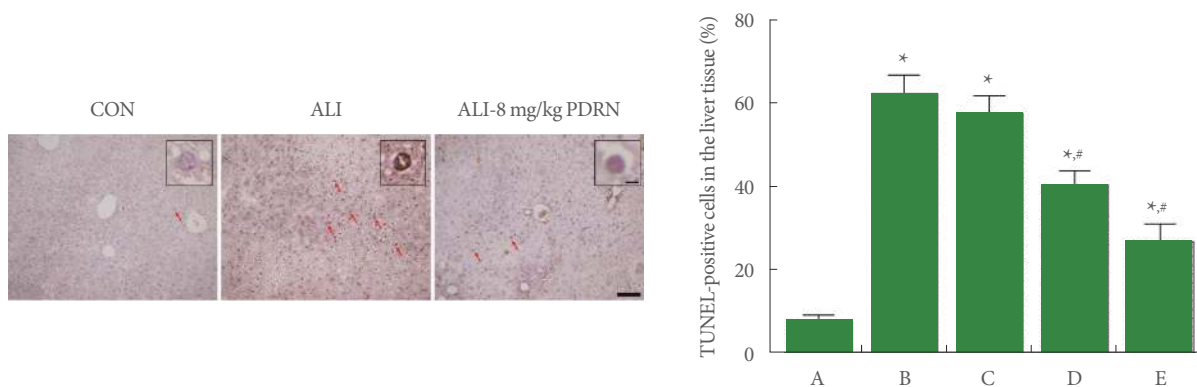 CON
ALI
ALI-8 mg/kg PDRN
TUNEL-positive cells in the liver tissue (%)
80
60
40
20
0
*
*
*,#
*,#
A
B
C
D
E